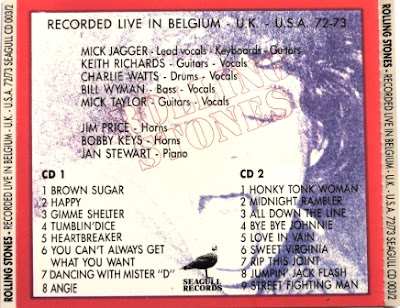 RECORDED LIVE IN BELGIUM - U.K. - U.S.A. 72-73
MICK JAGGER - Lead vocals - Keyboards - Guitars
KEITH RICHARDS - Guitars - Vocals
CHARLIE WATTS - Drums - Vocals
BILL WYMAN - Bass - Vocals
MICK TAYLOR - Guitars - Vocals
ROLLING
STONES
JIM PRICE - Horns
BOBBY KEYS - Horns
JAN STEWART - Piano
CD 1
1 BROWN SUGAR
2 HAPPY
3 GIMME SHELTER
4 TUMBLIN'DICE
5 HEARTBREAKER
6 YOU CAN'T ALWAYS GET
WHAT YOU WANT
7 DANCING WITH MISTER "D"
8 ANGIE
CD 2
1 HONKY TONK WOMAN
2 MIDNIGHT RAMBLER
3 ALL DOWN THE LINE
4 BYE BYE JOHNNIE
5 LOVE IN VAIN
6 SWEET VIRGINIA
7 RIP THIS JOINT
8 JUMPIN' JACK FLASH
9 STREET FIGHTING MAN
SEAGULL
RECORDS
ROLLING STONES - RECORDED LIVE IN BELGIUM - U.K. - U.S.A. 72/73 SEAGULL CD 003/2
ROLLING STONES - RECORDED LIVE IN BELGIUM - U.K. - U.S.A. 72/73 SEAGULL CD 003/2